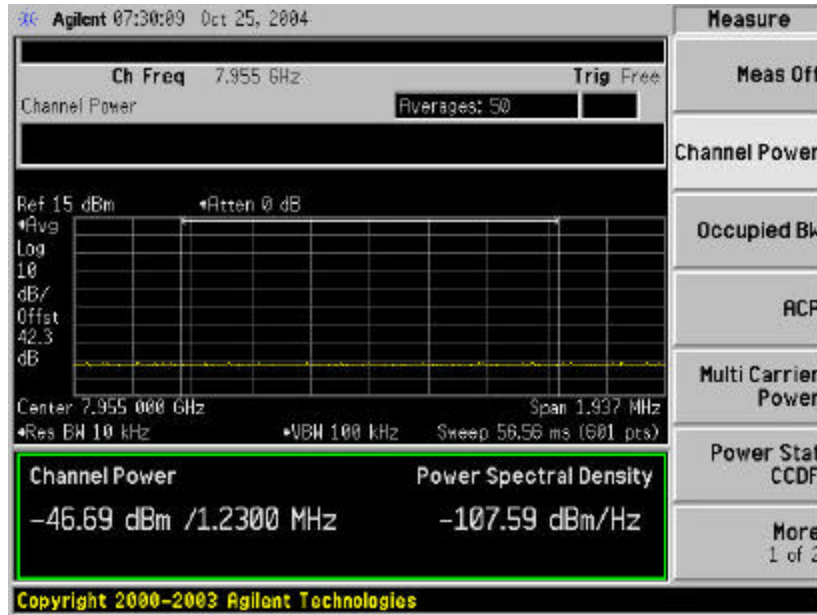 Agilent 07:30:09 Oct 25, 2004
Measure
Ch Freq 7.955 GHz Trig Free
Channel Power Averages: 50
Ref 15 dBm Atten 0 dB
Avg
Log
10
dB/
Offst
42.3
dB
Center 7.955 000 GHz Span 1.937 MHz
Res BW 10 kHz VBW 100 kHz Sweep 56.56 ms (601 pts)
Channel Power Power Spectral Density
-46.69 dBm /1.2300 MHz -107.59 dBm/Hz
Copyright 2000-2003 Agilent Technologies
Meas Off
Channel Power
Occupied BW
ACP
Multi Carrier
Power
Power Stat
CCDF
More
1 of 2